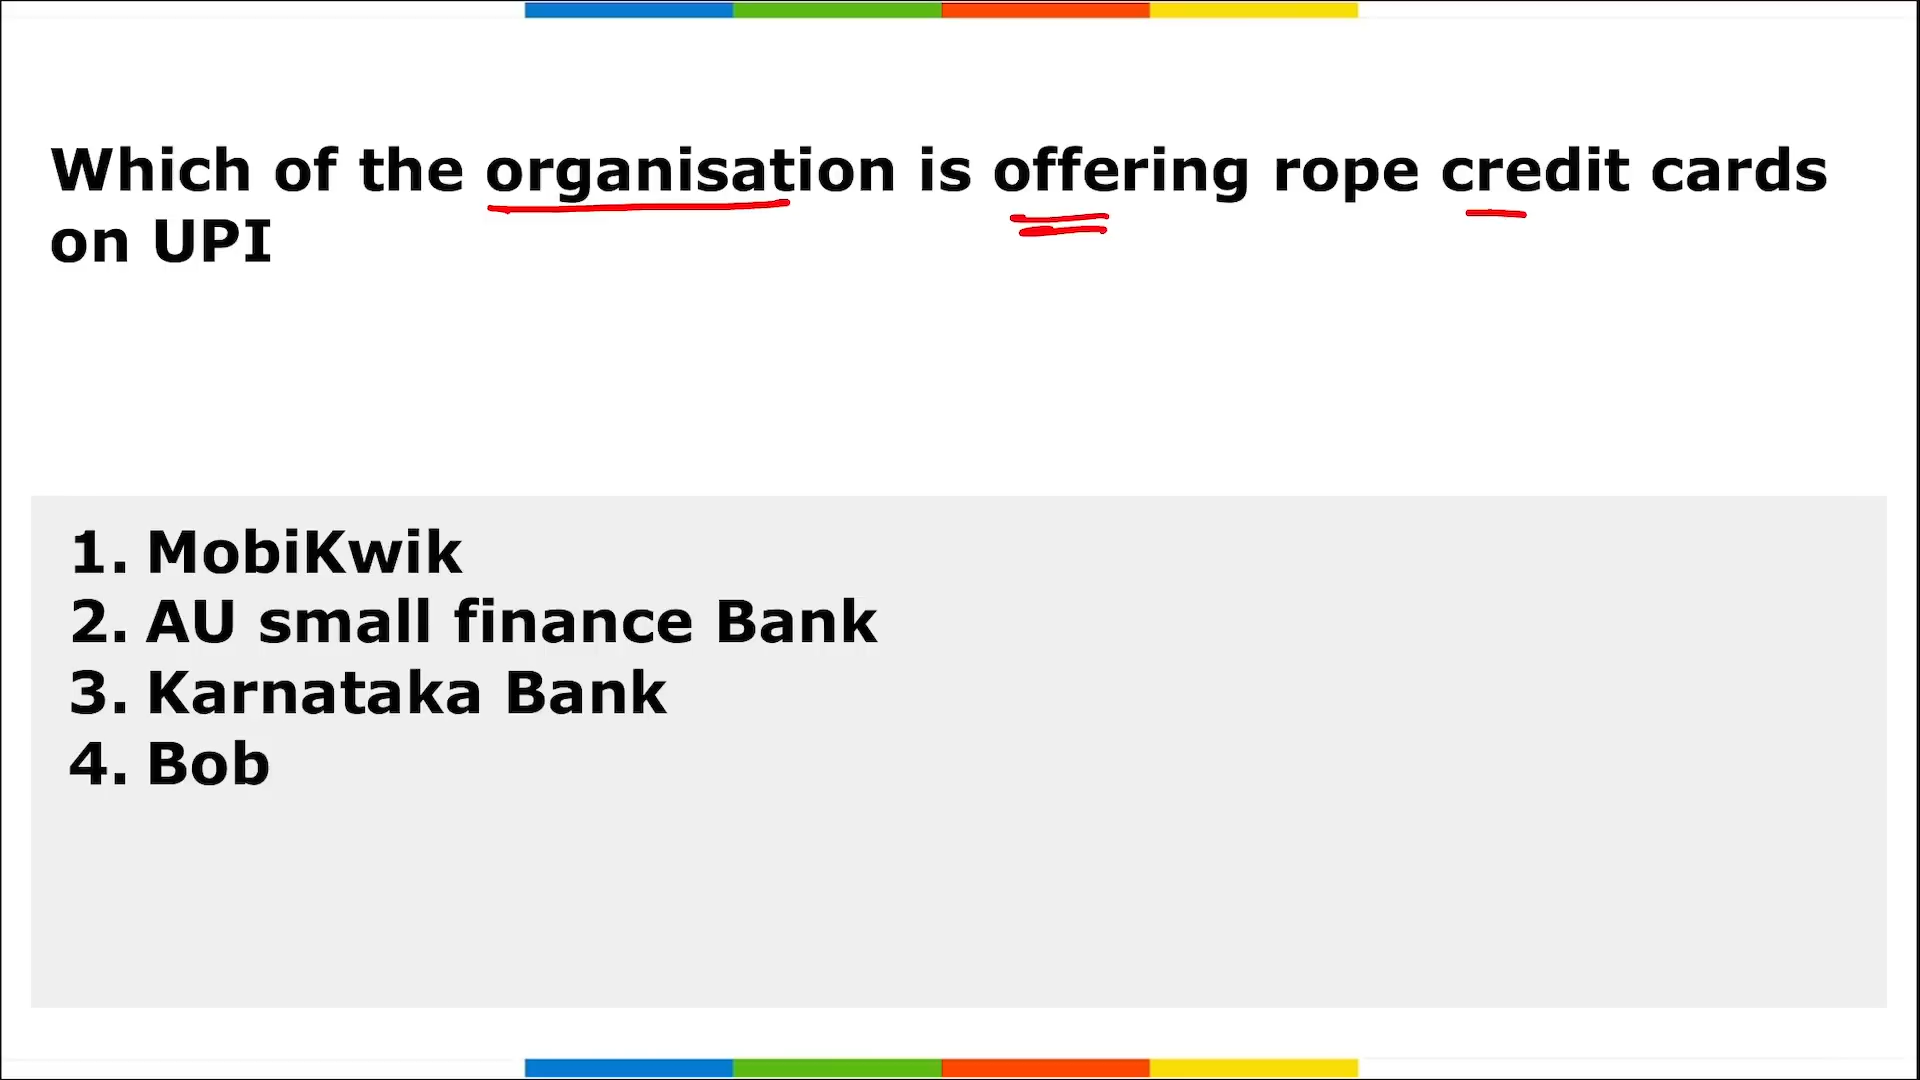 Which of the organisation is offering rope credit cards
on UPI
1. MobiKwik
2. AU small finance Bank
3. Karnataka Bank
4. Bob